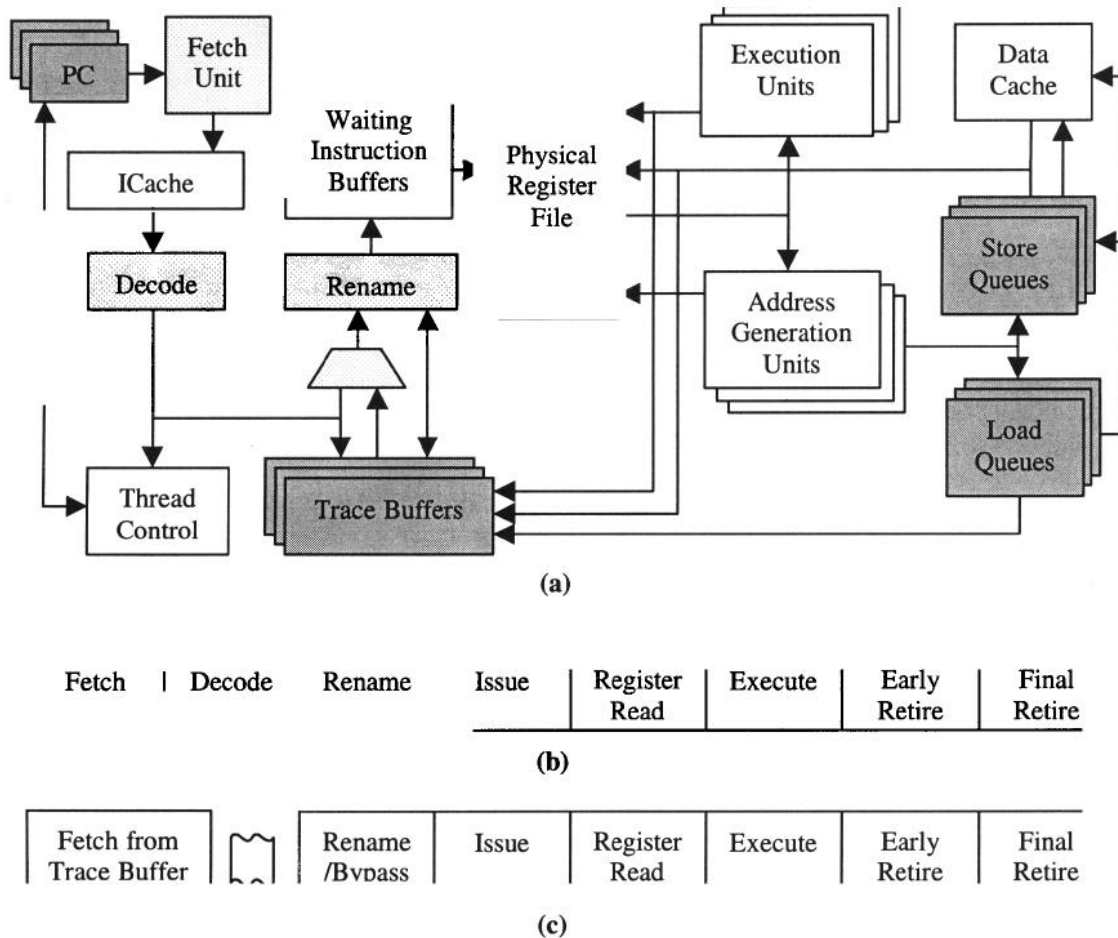 PC
Fetch
Unit
ICache
Decode
Waiting
Instruction
Buffers
Rename
Thread
Control
Trace Buffers
Physical
Register
File
Execution
Units
Address
Generation
Units
Data
Cache
Store
Queues
Load
Queues
(a)
Fetch | Decode Rename Issue Register Execute Early Final
Read Retire Retire
(b)
Fetch from Rename Issue Register Execute Early Final
Trace Buffer /Bypass Read Retire Retire
(c)